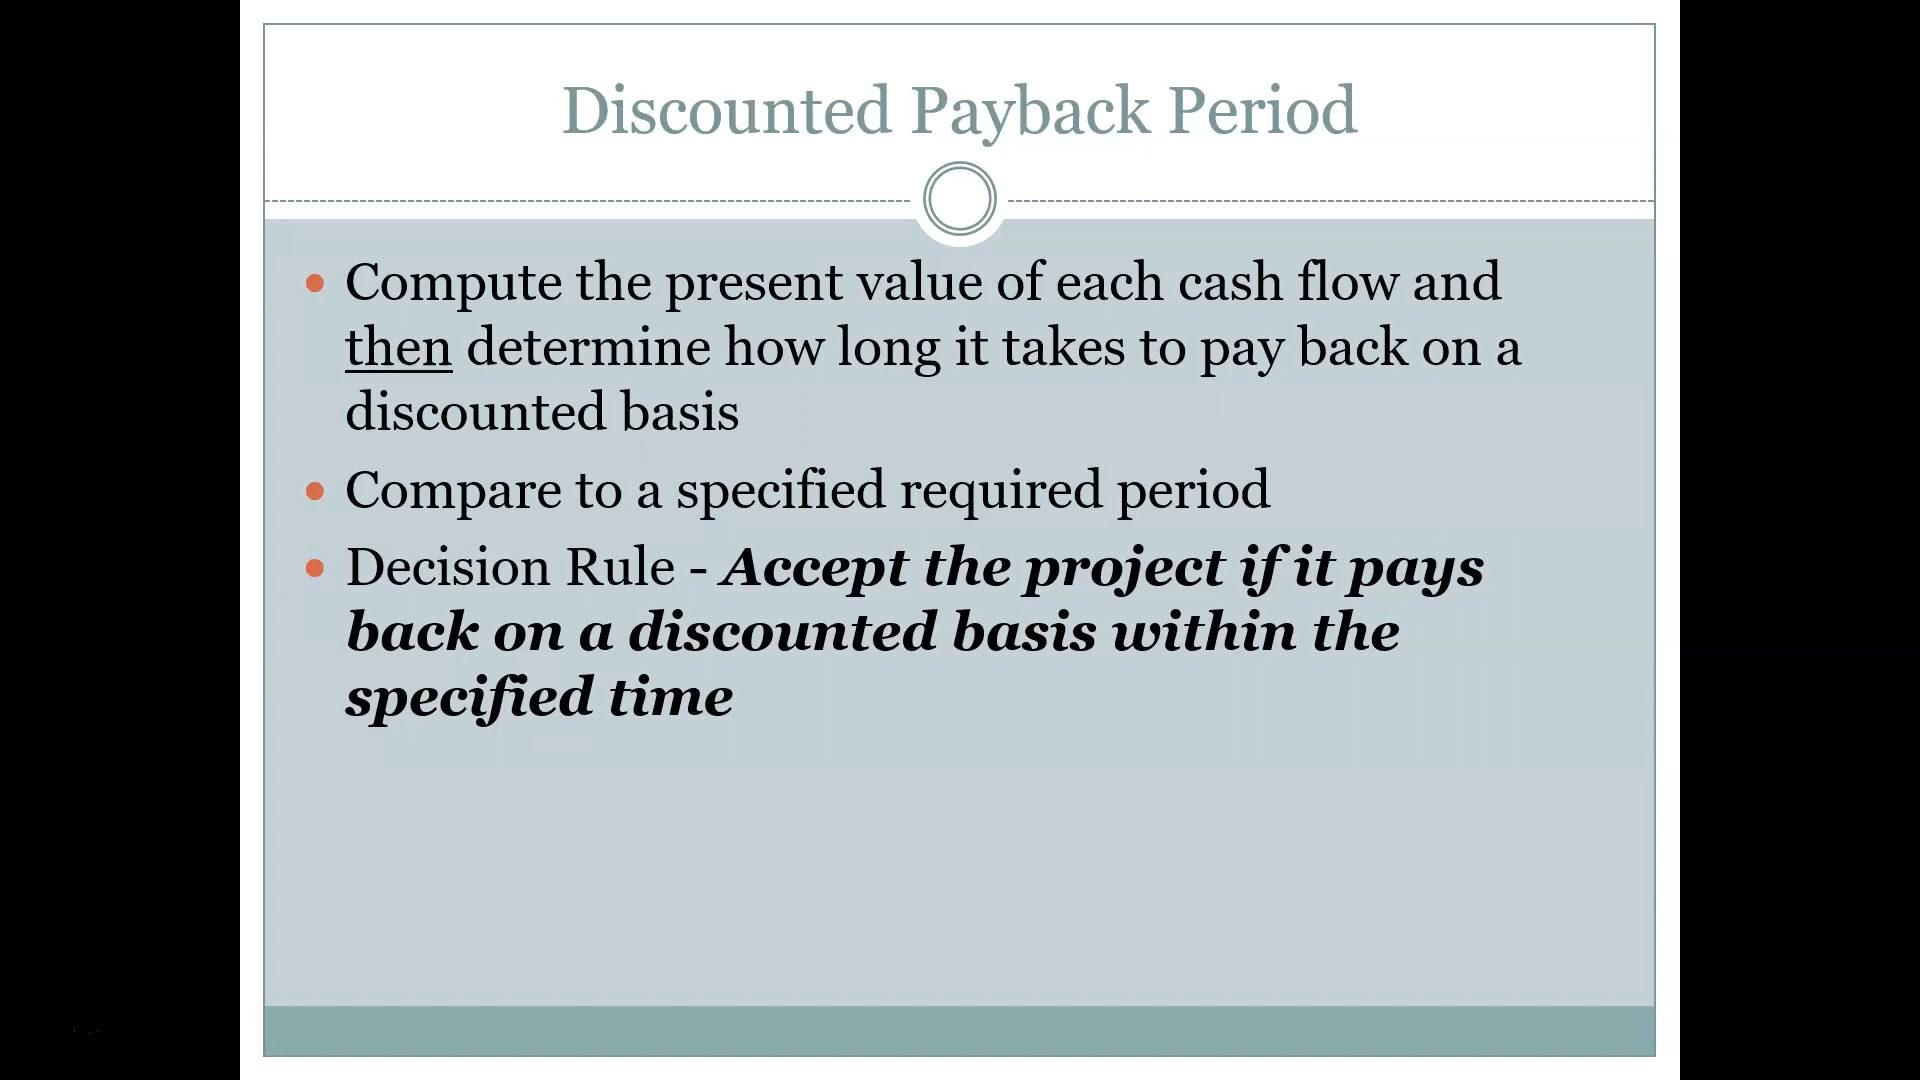 Discounted Payback Period
• Compute the present value of each cash flow and
then determine how long it takes to pay back on a
discounted basis
• Compare to a specified required period
• Decision Rule - Accept the project if it pays
back on a discounted basis within the
specified time